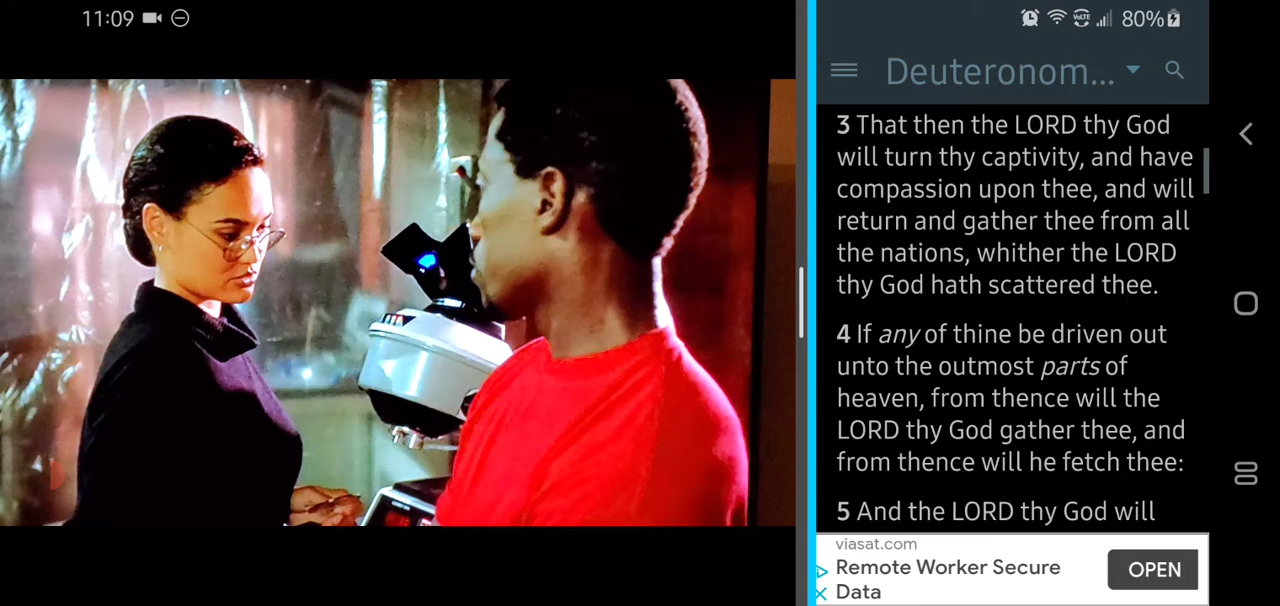 11:09
VoLTE
80%
Deuteronom...
3 That then the LORD thy God
will turn thy captivity, and have
compassion upon thee, and will
return and gather thee from all
the nations, whither the LORD
thy God hath scattered thee.
4 If any of thine be driven out
unto the outmost parts of
heaven, from thence will the
LORD thy God gather thee, and
from thence will he fetch thee:
5 And the LORD thy God will
viasat.com
Remote Worker Secure
Data
OPEN